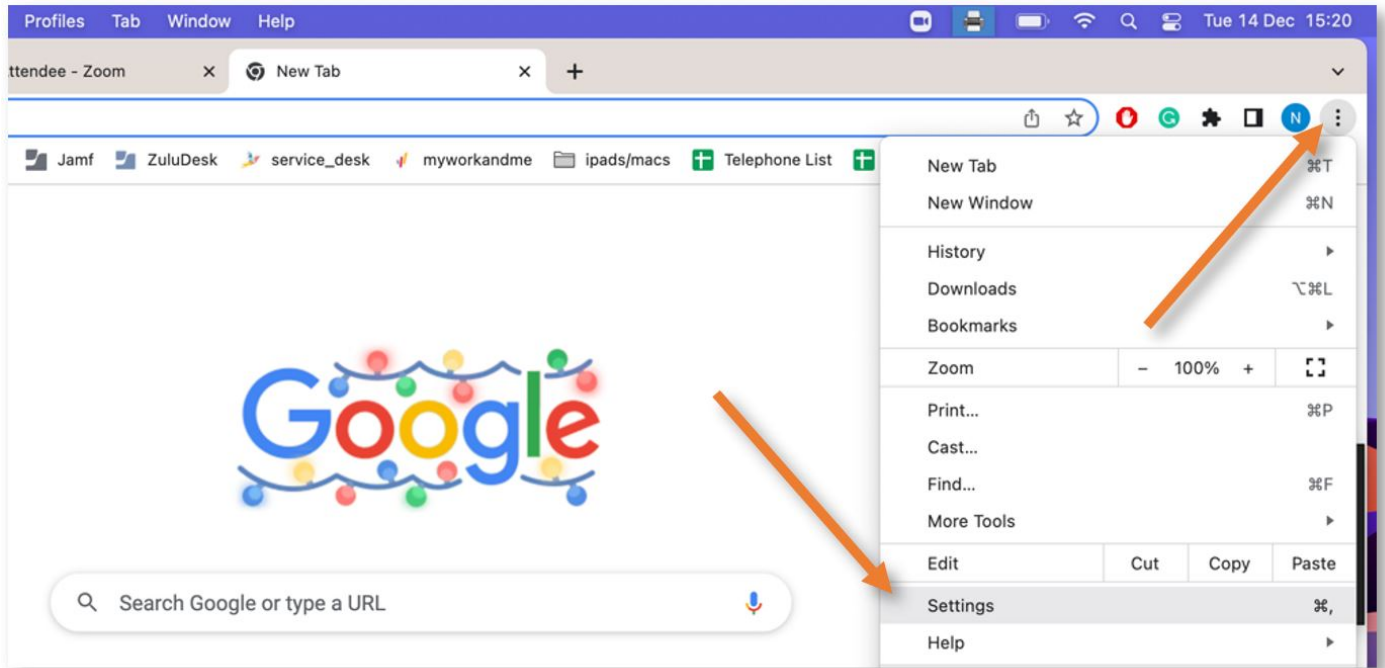 Profiles Tab Window Help Tue 14 Dec 15:20
ttendee - Zoom × New Tab × +
N
Jamf ZuluDesk service_desk myworkandme ipads/macs Telephone List
New Tab ⌘T
New Window ⌘N
History
Downloads ⌥⌘L
Bookmarks
Zoom - 100% +
Print... ⌘P
Cast...
Find... ⌘F
More Tools
Edit Cut Copy Paste
Settings ⌘,
Help
Google
Search Google or type a URL